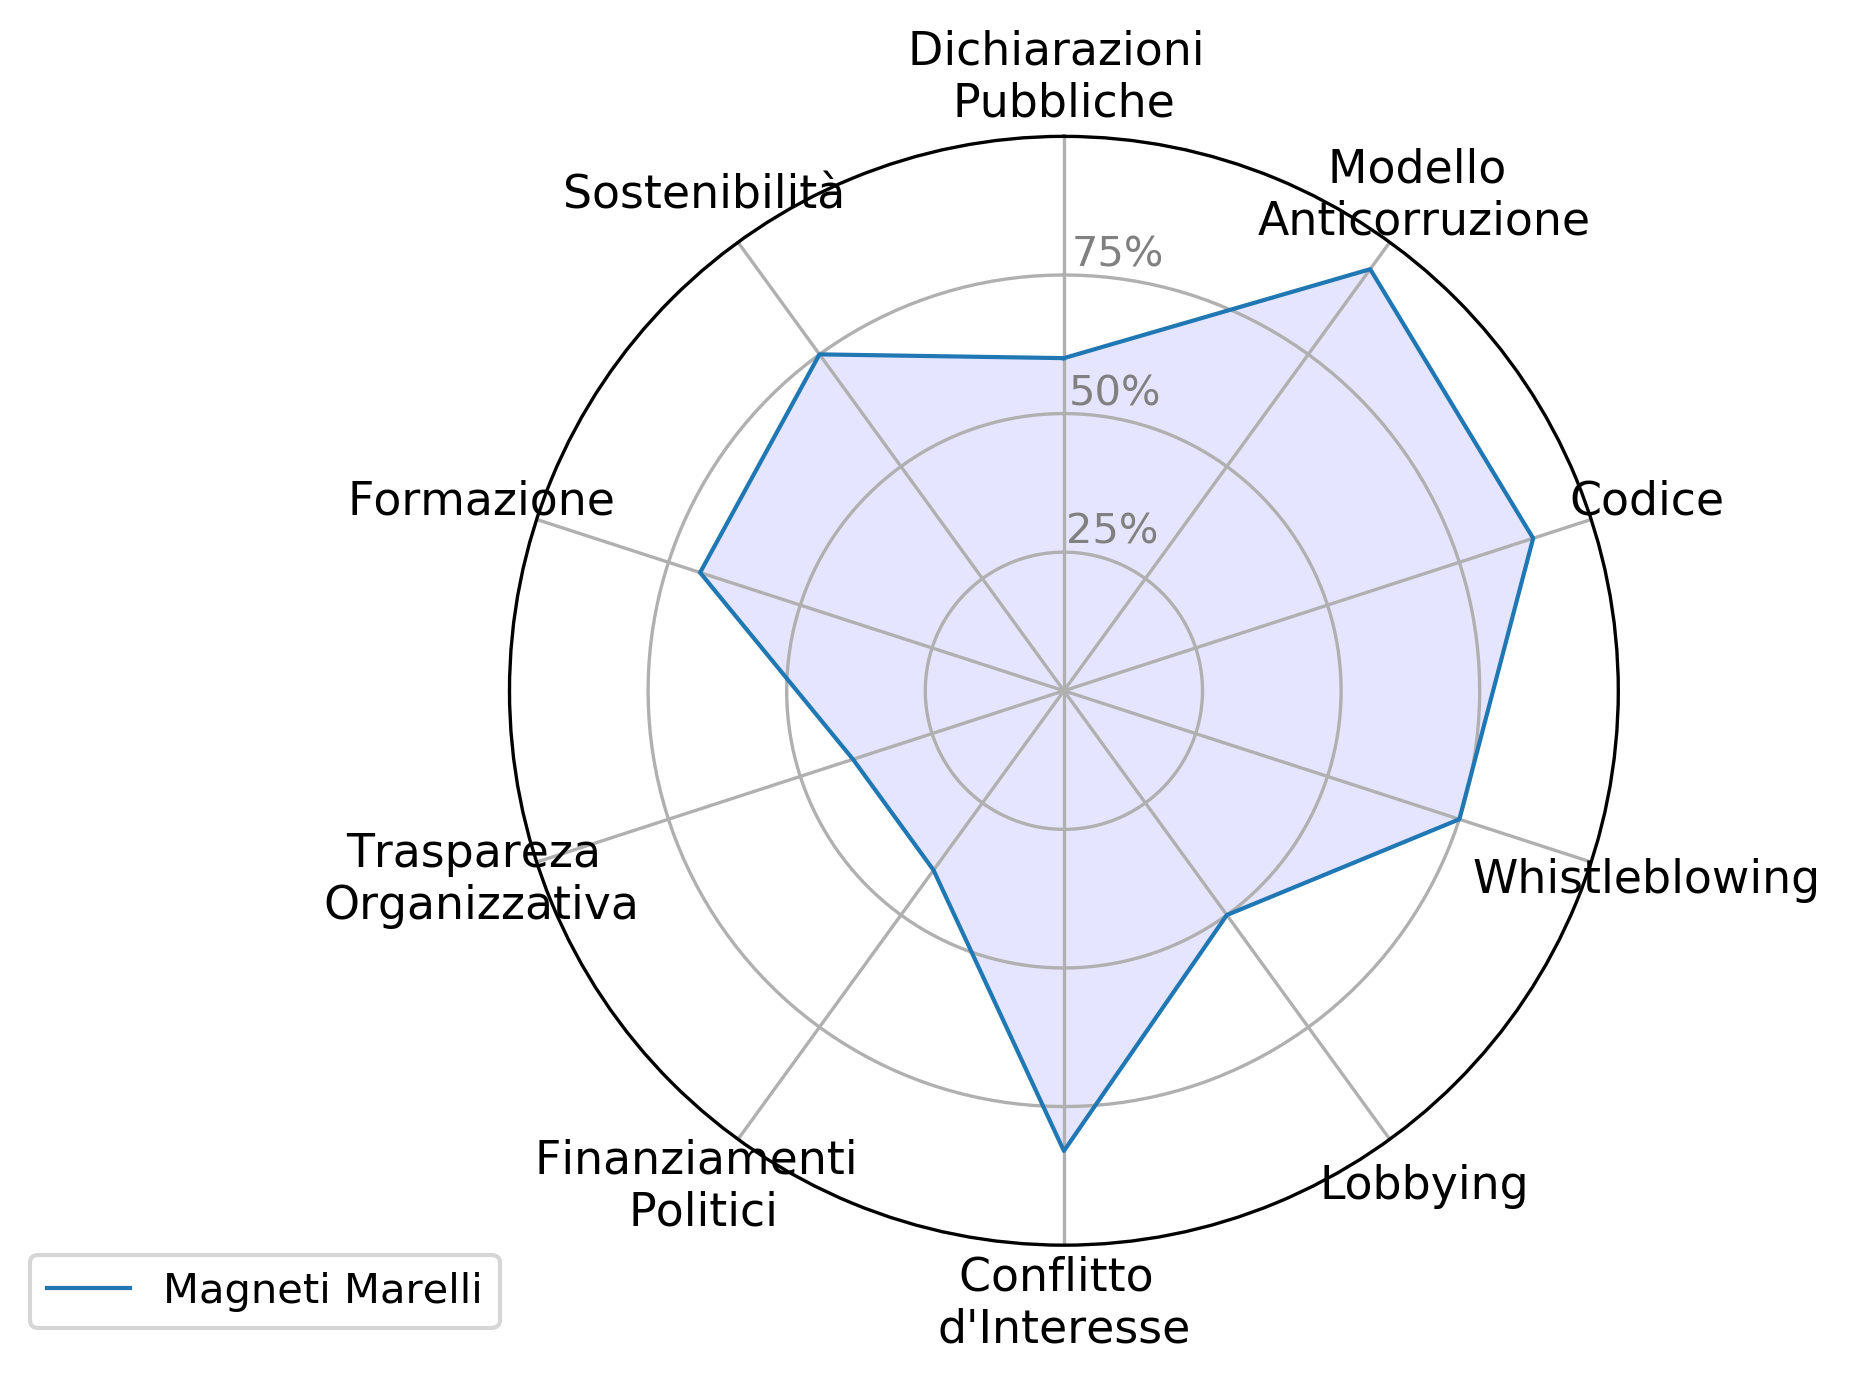 Dichiarazioni
Pubbliche
Modello
Anticorruzione
Sostenibilità
75%
50%
25%
Formazione
Codice
Traspareza
Organizzativa
Whistleblowing
Finanziamenti
Politici
Lobbying
Conflitto
d'Interesse
Magneti Marelli